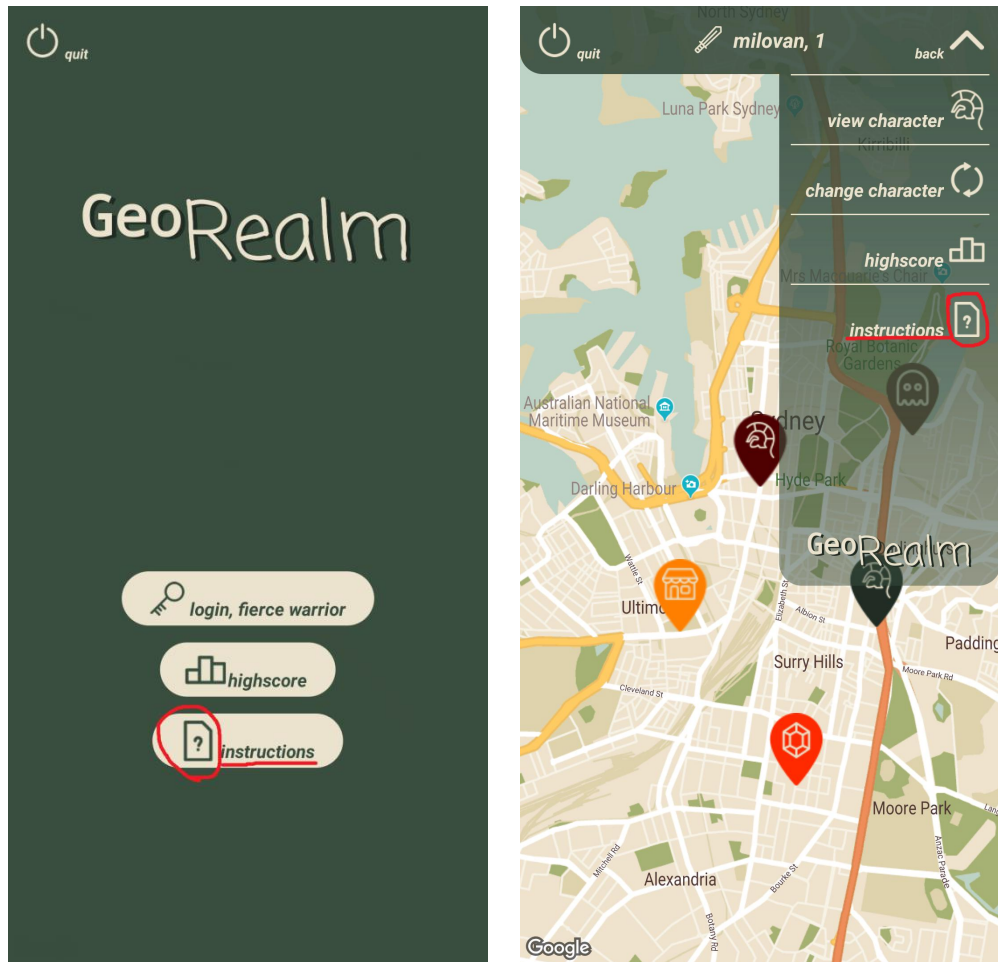 quit
GeoRealm
login, fierce warrior
highscore
?
instructions
North Sydney
quit
milovan, 1
back
Luna Park Sydney
view character
Kirribilli
change character
highscore
Mrs Macquarie's Chair
instructions
?
Royal Botanic
Gardens
Australian National
Maritime Museum
Sydney
Hyde Park
Darling Harbour
GeoRealm
Wattle St
Elizabeth St
Ultimo
Albion St
Padding
Surry Hills
Moore Park Rd
Cleveland St
Moore Park
Lang
Anzac Parade
Mitchell Rd
Alexandria
Bourke St
Botany Rd
Google